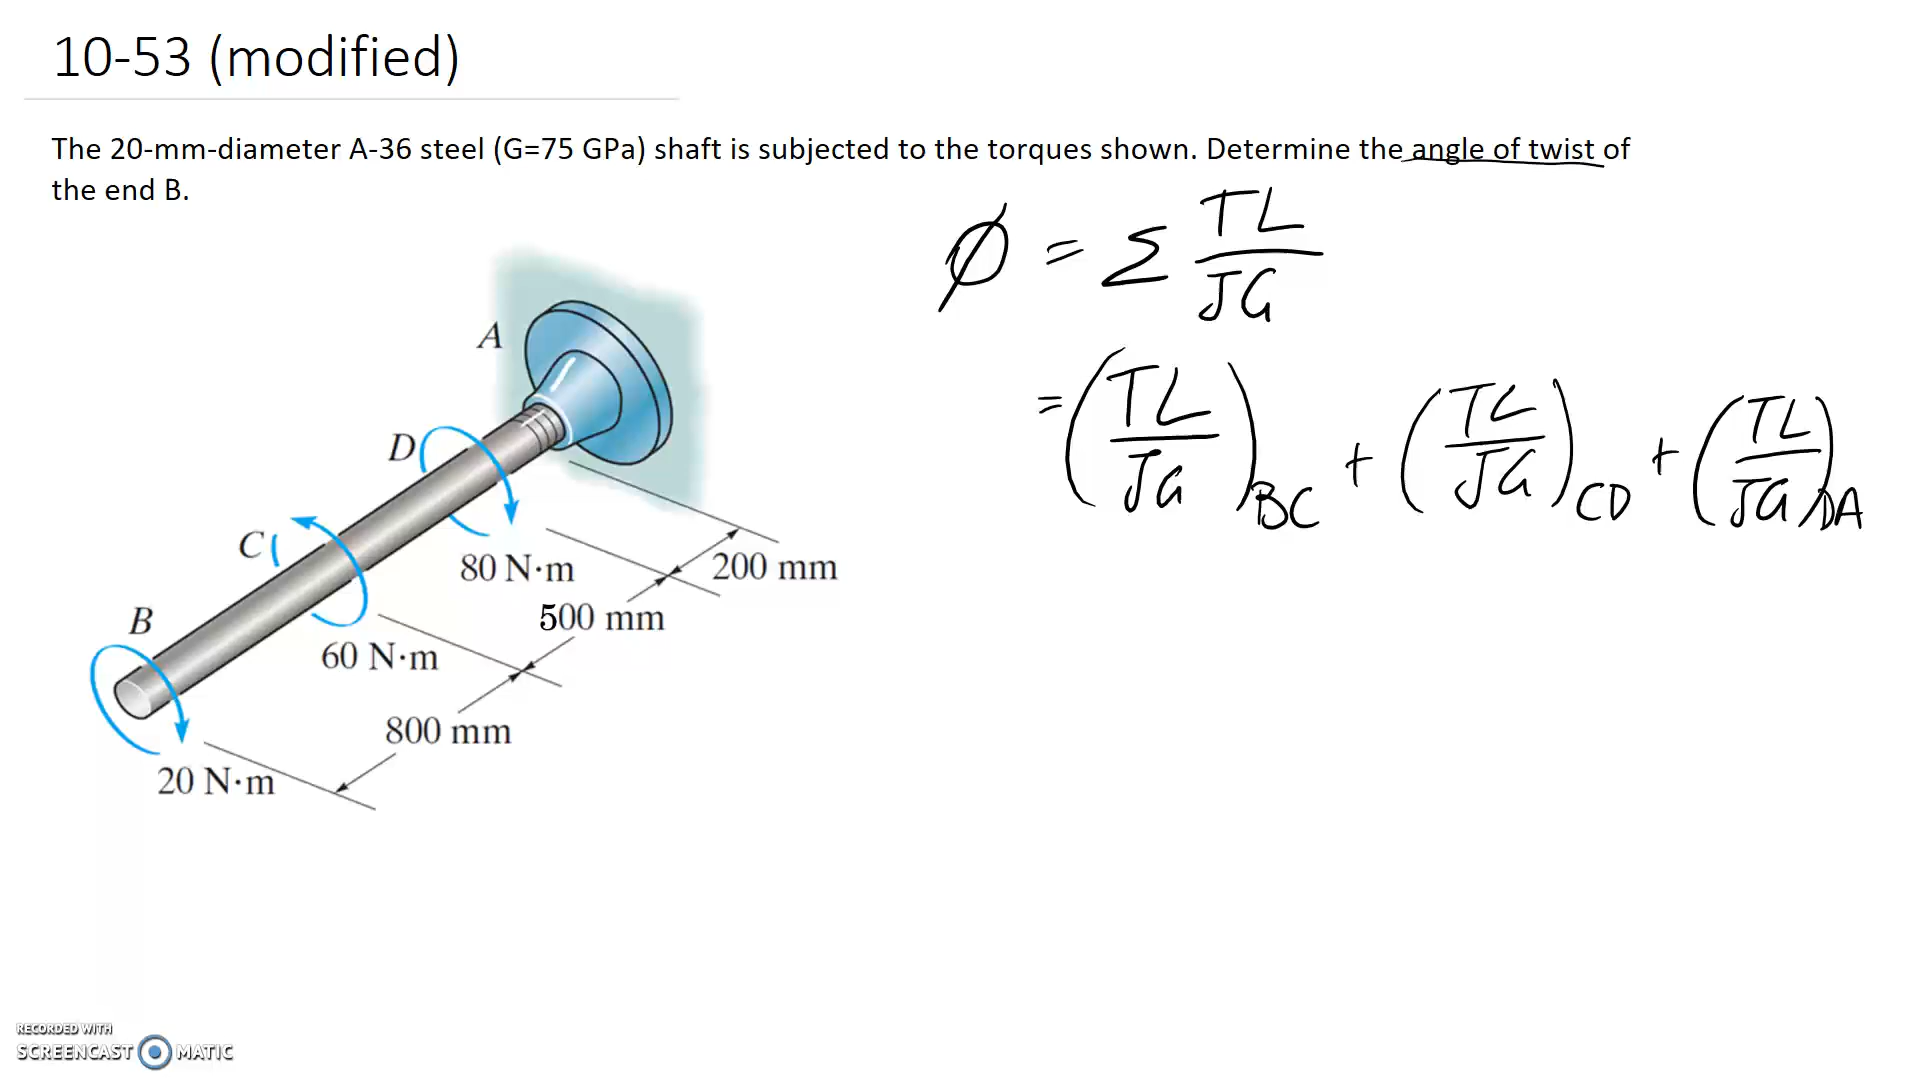 10-53 (modified)
The 20-mm-diameter A-36 steel (G=75 GPa) shaft is subjected to the torques shown. Determine the angle of twist of
the end B.
∅ = Σ TL/JG
= (TL/JG)BC + (TL/JG)CD + (TL/JG)DA
A
D
80 N·m
200 mm
C
500 mm
B
60 N·m
800 mm
20 N·m
RECORDED WITH
SCREENCAST MATIC